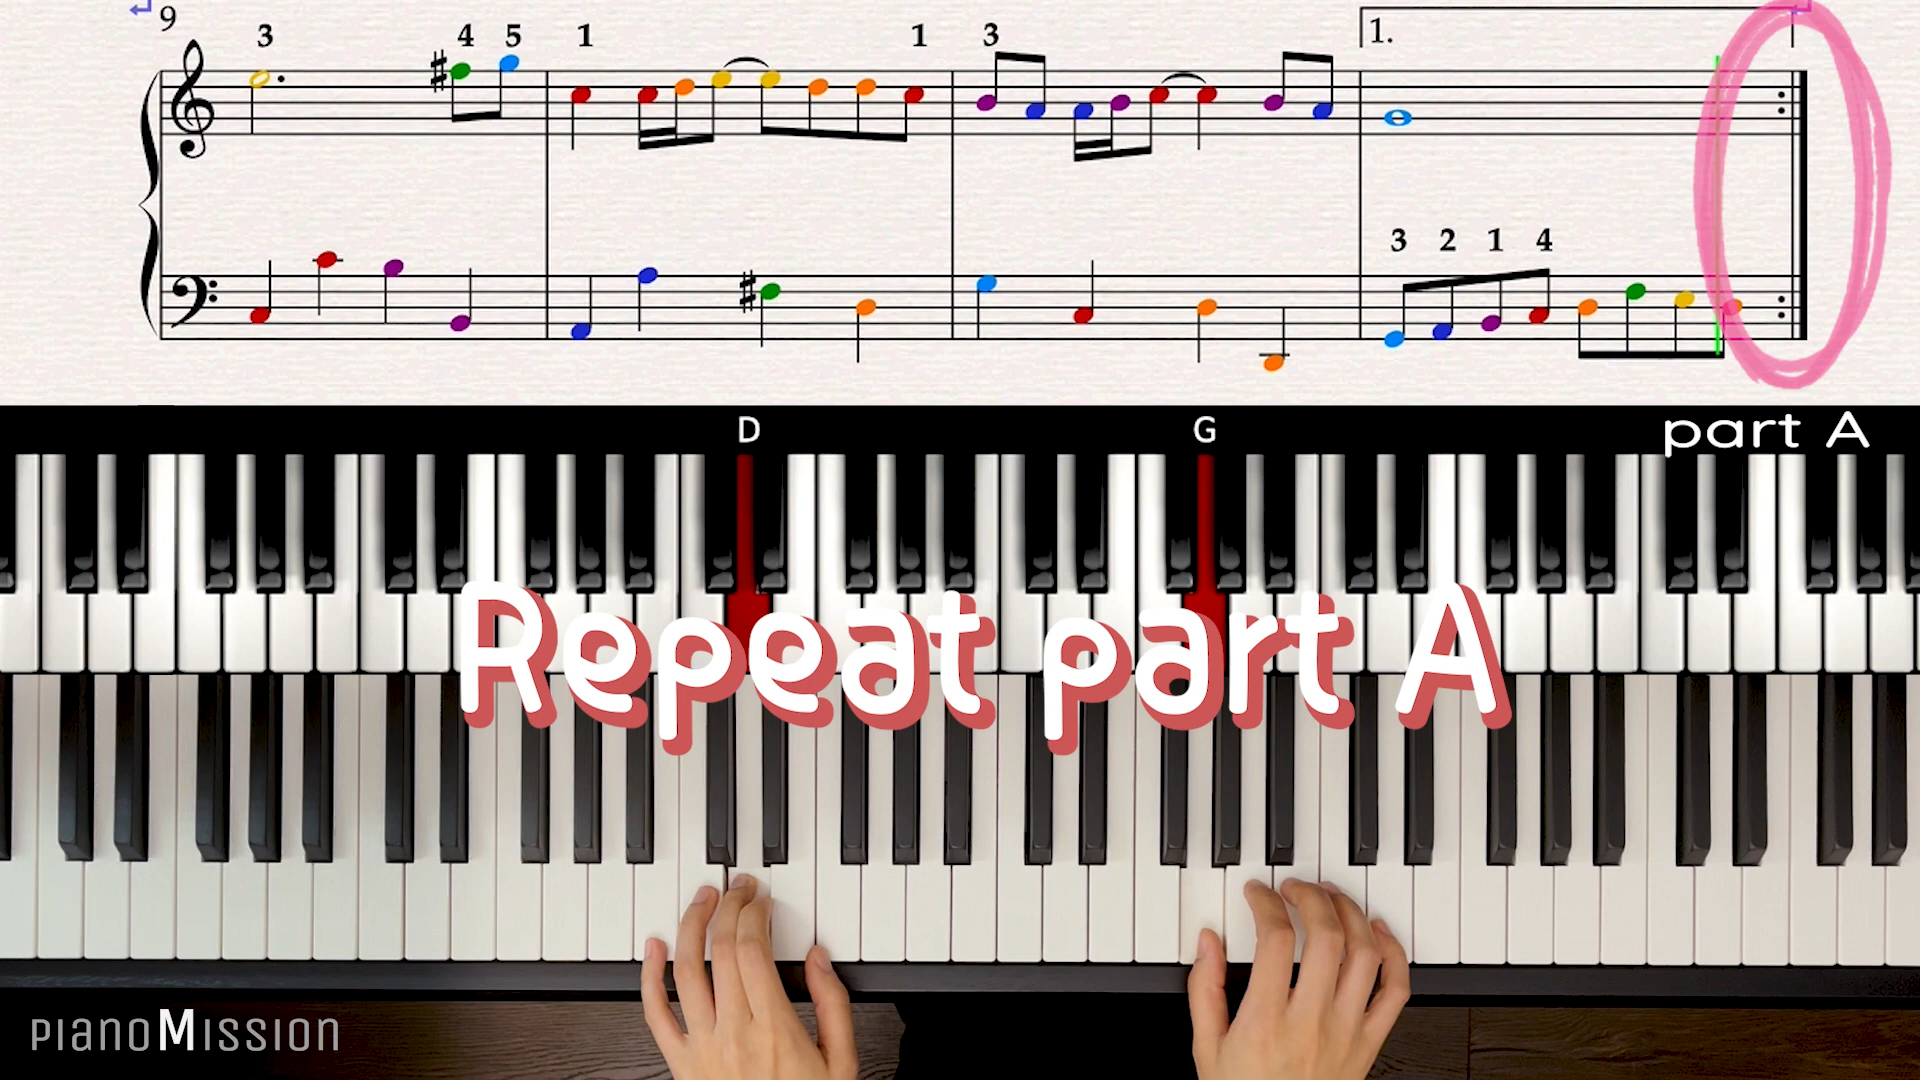 9
3 4 5 1 1 3 1.
3 2 1 4
D G part A
Repeat part A
pianoMission